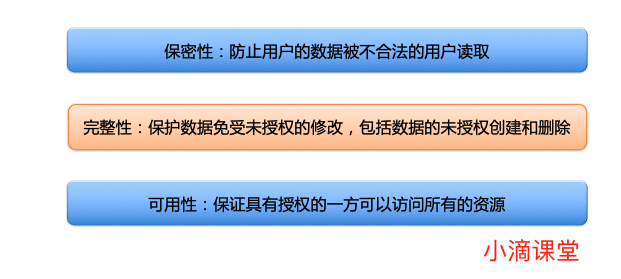 保密性：防止用户的数据被不合法的用户读取
完整性：保护数据免受未授权的修改，包括数据的未授权创建和删除
可用性：保证具有授权的一方可以访问所有的资源
小滴课堂